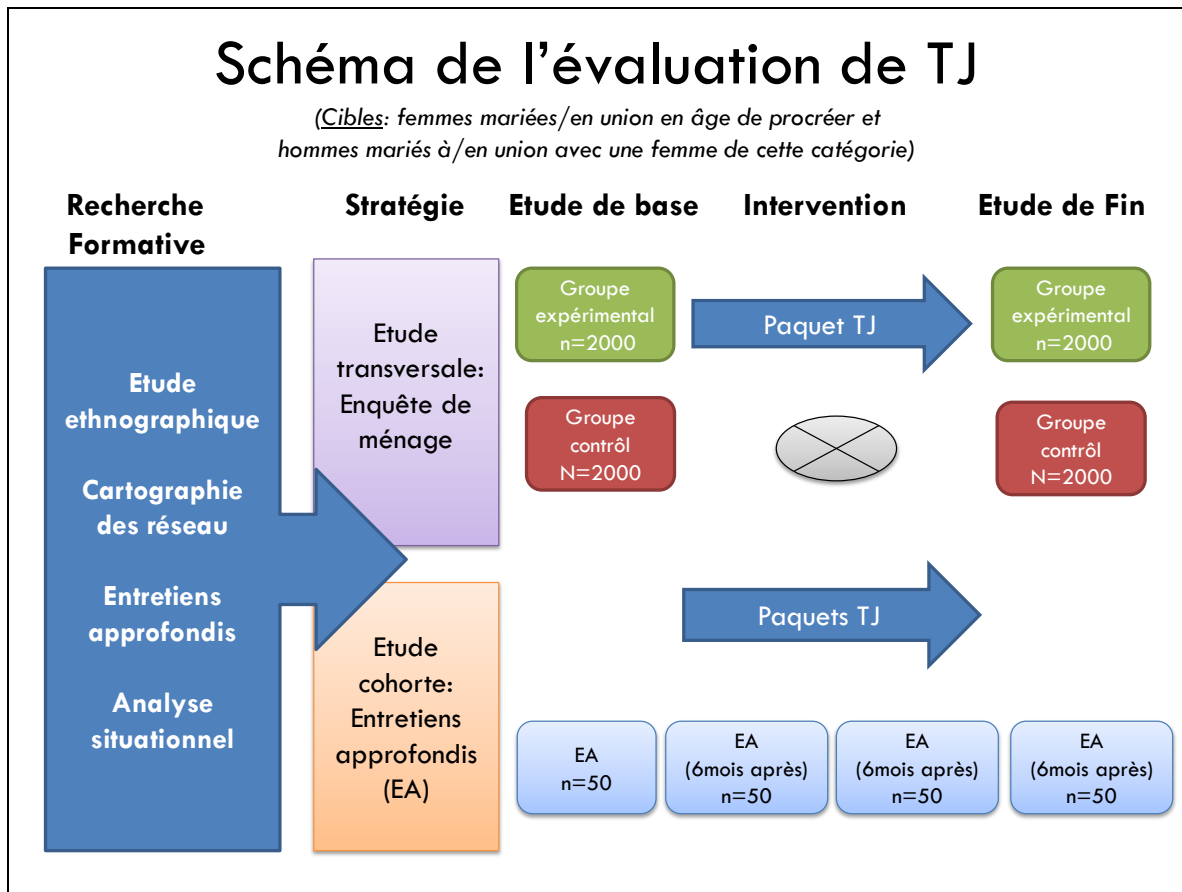 Schéma de l'évaluation de TJ
(Cibles: femmes mariées/en union en âge de procréer et
hommes mariés à/en union avec une femme de cette catégorie)
Recherche
Formative
Stratégie
Etude de base
Intervention
Etude de Fin
Etude
ethnographique
Cartographie
des réseau
Entretiens
approfondis
Analyse
situationnel
Etude
transversale:
Enquête de
ménage
Groupe
expérimental
n=2000
Paquet TJ
Groupe
expérimental
n=2000
Groupe
contrôl
N=2000
Groupe
contrôl
N=2000
Etude
cohorte:
Entretiens
approfondis
(EA)
Paquets TJ
EA
n=50
EA
(6mois après)
n=50
EA
(6mois après)
n=50
EA
(6mois après)
n=50